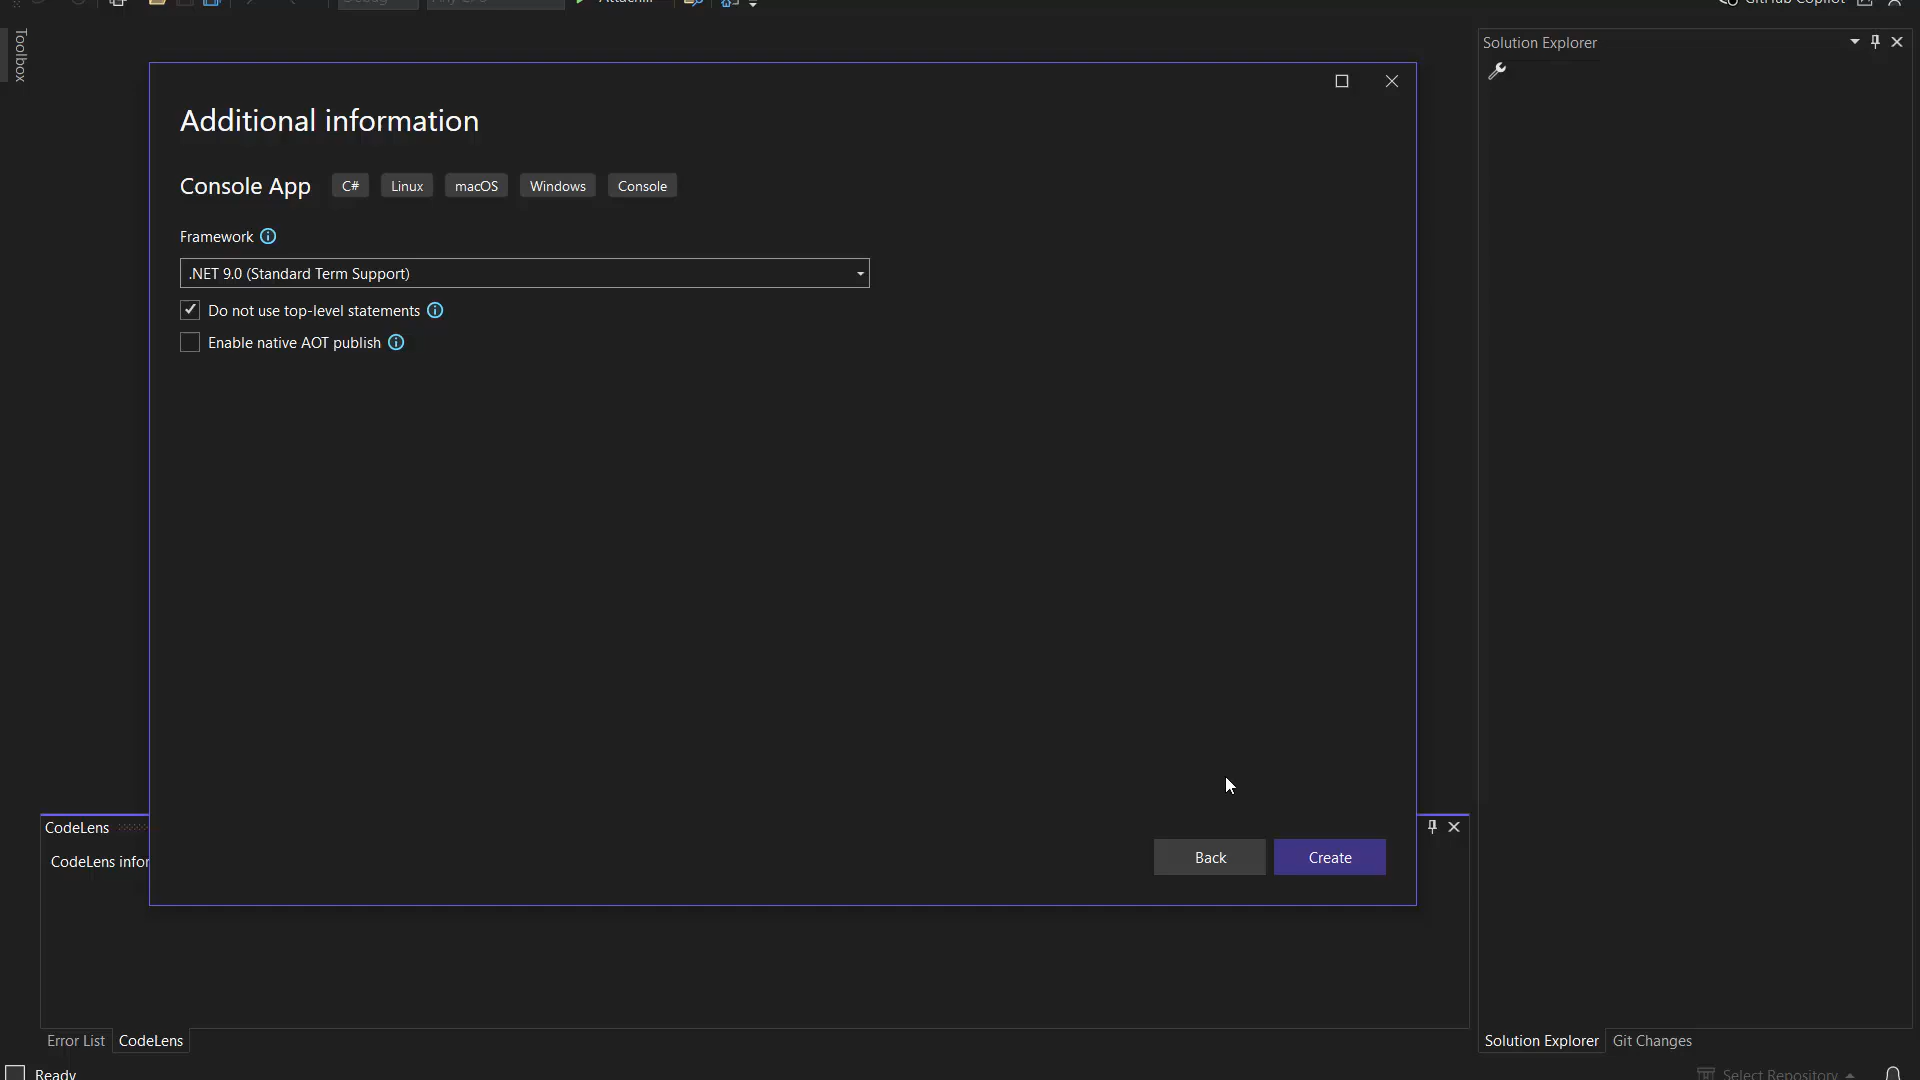 GitHub Copilot
Toolbox
Solution Explorer
Additional information
Console App C# Linux macOS Windows Console
Framework
.NET 9.0 (Standard Term Support)
Do not use top-level statements
Enable native AOT publish
CodeLens
CodeLens infor
Back Create
Error List CodeLens
Solution Explorer Git Changes
Ready
Select Repository